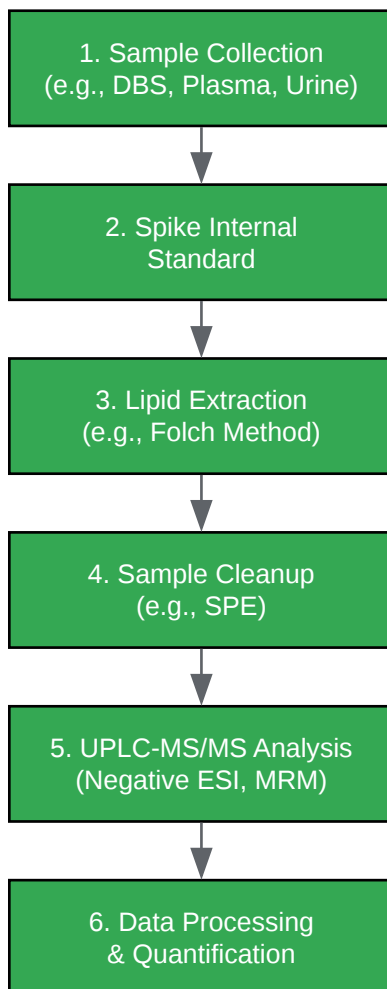 1. Sample Collection
(e.g., DBS, Plasma, Urine)
2. Spike Internal
Standard
3. Lipid Extraction
(e.g., Folch Method)
4. Sample Cleanup
(e.g., SPE)
5. UPLC-MS/MS Analysis
(Negative ESI, MRM)
6. Data Processing
& Quantification